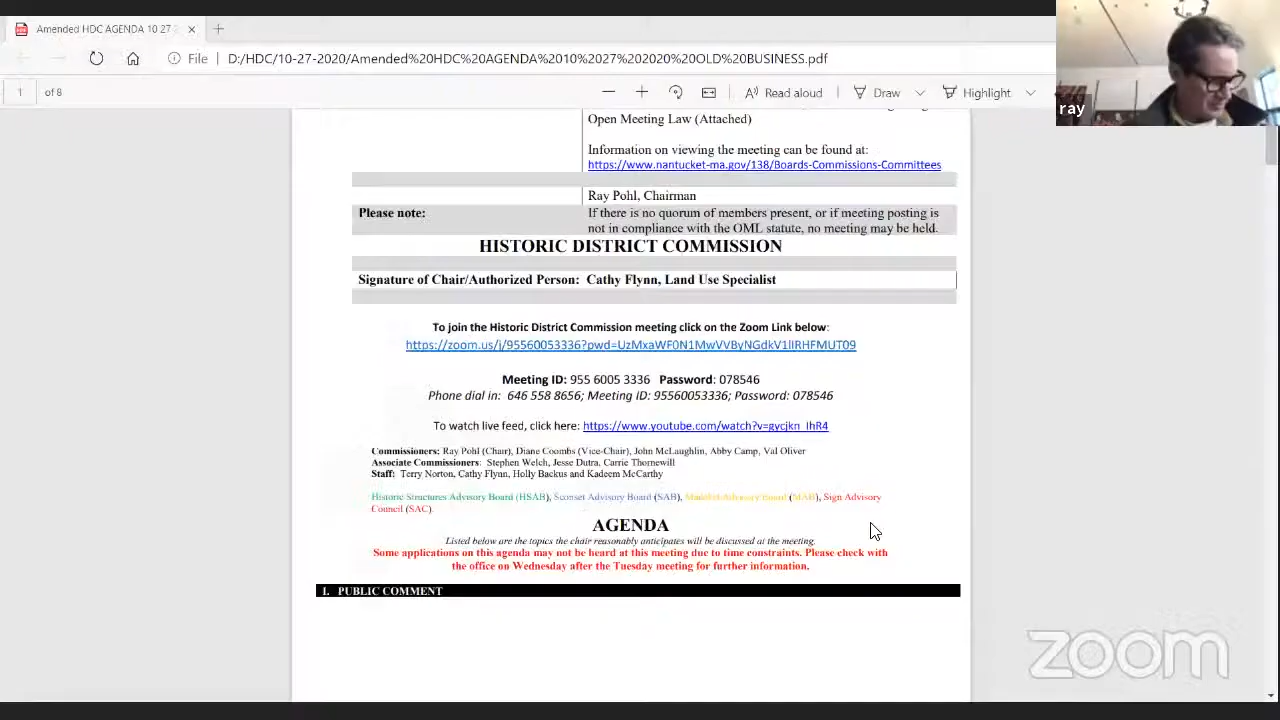 Amended HDC AGENDA 10 27
File D:/HDC/10-27-2020/Amended%20HDC%20AGENDA%2010%2027%202020%20OLD%20BUSINESS.pdf
1 of 8
Read aloud
Draw
Highlight
ray
Open Meeting Law (Attached)
Information on viewing the meeting can be found at:
https://www.nantucket-ma.gov/138/Boards-Commissions-Committees
Ray Pohl, Chairman
Please note: If there is no quorum of members present, or if meeting posting is
not in compliance with the OML statute, no meeting may be held.
HISTORIC DISTRICT COMMISSION
Signature of Chair/Authorized Person: Cathy Flynn, Land Use Specialist
To join the Historic District Commission meeting click on the Zoom Link below:
Meeting ID: 955 6005 3336 Password: 078546
Phone dial in: 646 558 8656; Meeting ID: 95560053336; Password: 078546
To watch live feed, click here: https://www.youtube.com/watch?v=gycjkn_IhR4
Commissioners: Ray Pohl (Chair), Diane Coombs (Vice-Chair), John McLaughlin, Abby Camp, Val Oliver
Associate Commissioners: Stephen Welch, Jesse Dutra, Carrie Thornewill
Staff: Terry Norton, Cathy Flynn, Holly Backus and Kadeem McCarthy
Historic Structures Advisory Board (HSAB), Sconset Advisory Board (SAB), Madaket Advisory Board (MAB), Sign Advisory
Council (SAC).
AGENDA
Listed below are the topics the chair reasonably anticipates will be discussed at the meeting.
Some applications on this agenda may not be heard at this meeting due to time constraints. Please check with
the office on Wednesday after the Tuesday meeting for further information.
I. PUBLIC COMMENT
zoom